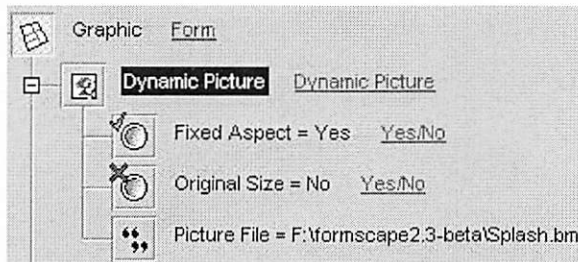 Graphic Form
Dynamic Picture Dynamic Picture
Fixed Aspect = Yes Yes/No
Original Size = No Yes/No
Picture File = F:\formscape2.3-beta\Splash.bm